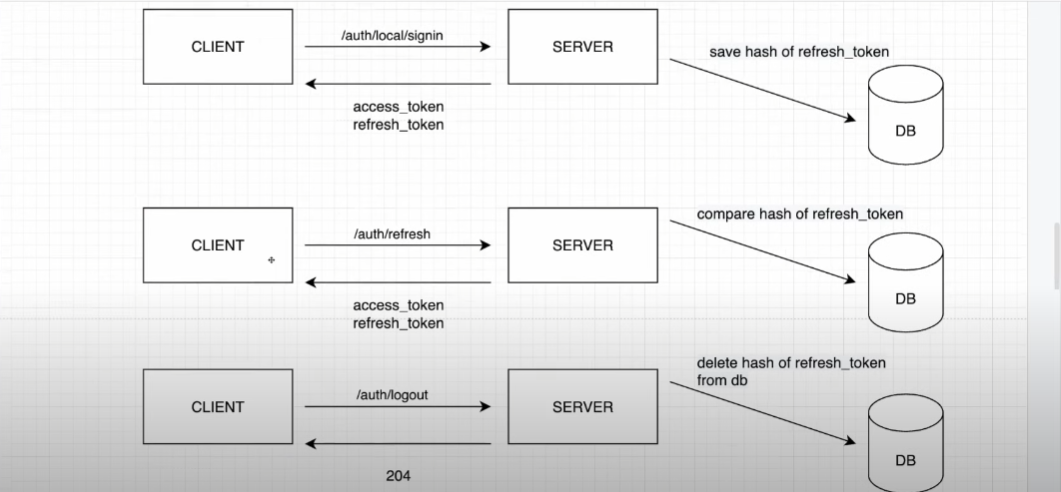 CLIENT
/auth/local/signin
SERVER
save hash of refresh_token
access_token
refresh_token
DB
CLIENT
/auth/refresh
SERVER
compare hash of refresh_token
access_token
refresh_token
DB
CLIENT
/auth/logout
SERVER
delete hash of refresh_token
from db
204
DB